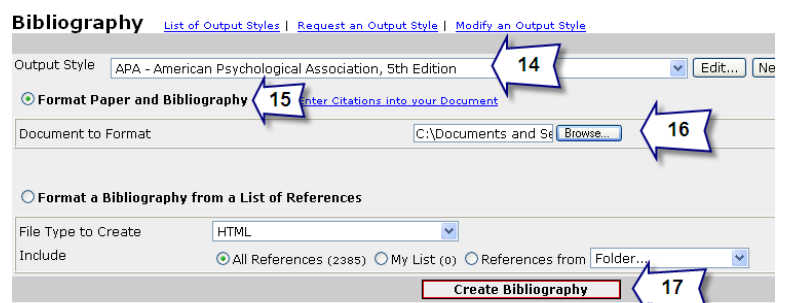 Bibliography List of Output Styles | Request an Output Style | Modify an Output Style
Output Style APA - American Psychological Association, 5th Edition 14 Edit... Ne
Format Paper and Bibliography 15 Enter Citations into your Document
Document to Format C:\Documents and Se Browse... 16
Format a Bibliography from a List of References
File Type to Create HTML
Include All References (2385) My List (0) References from Folder...
Create Bibliography 17